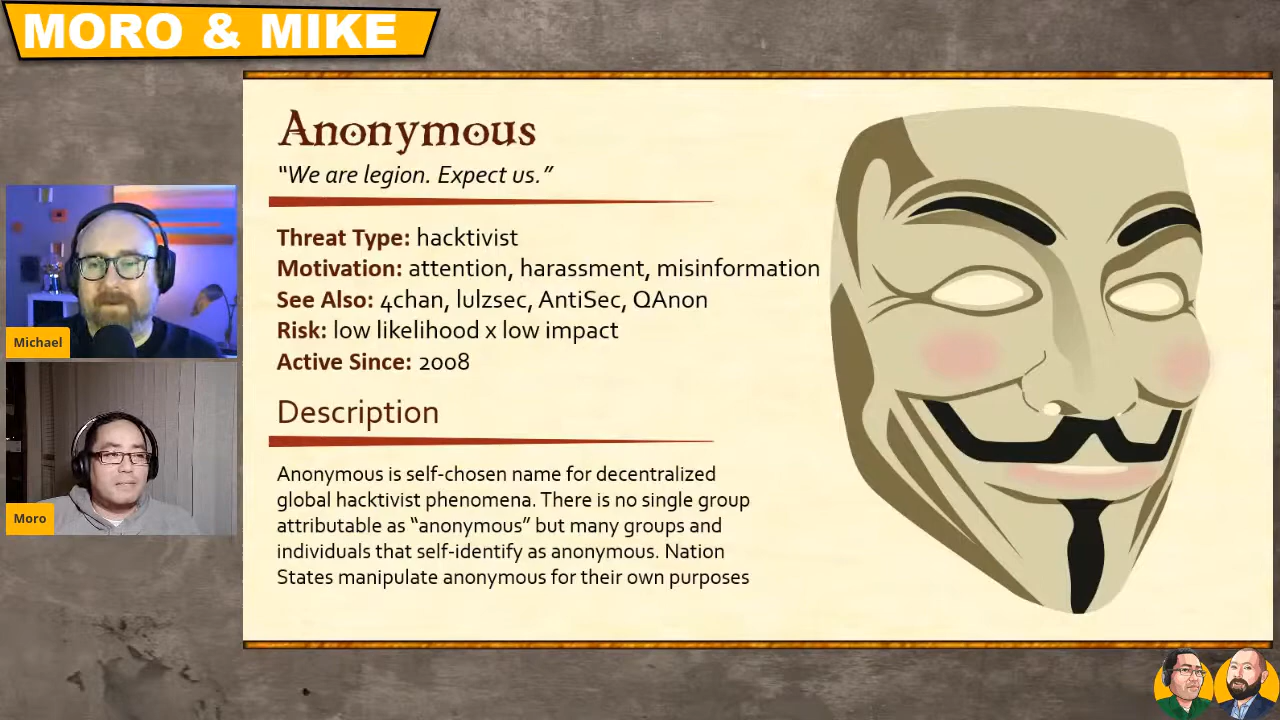 MORO & MIKE
Anonymous
“We are legion. Expect us.”
Threat Type: hacktivist
Motivation: attention, harassment, misinformation
See Also: 4chan, lulzsec, AntiSec, QAnon
Risk: low likelihood x low impact
Active Since: 2008
Description
Anonymous is self-chosen name for decentralized
global hacktivist phenomena. There is no single group
attributable as “anonymous” but many groups and
individuals that self-identify as anonymous. Nation
States manipulate anonymous for their own purposes
Michael
Moro